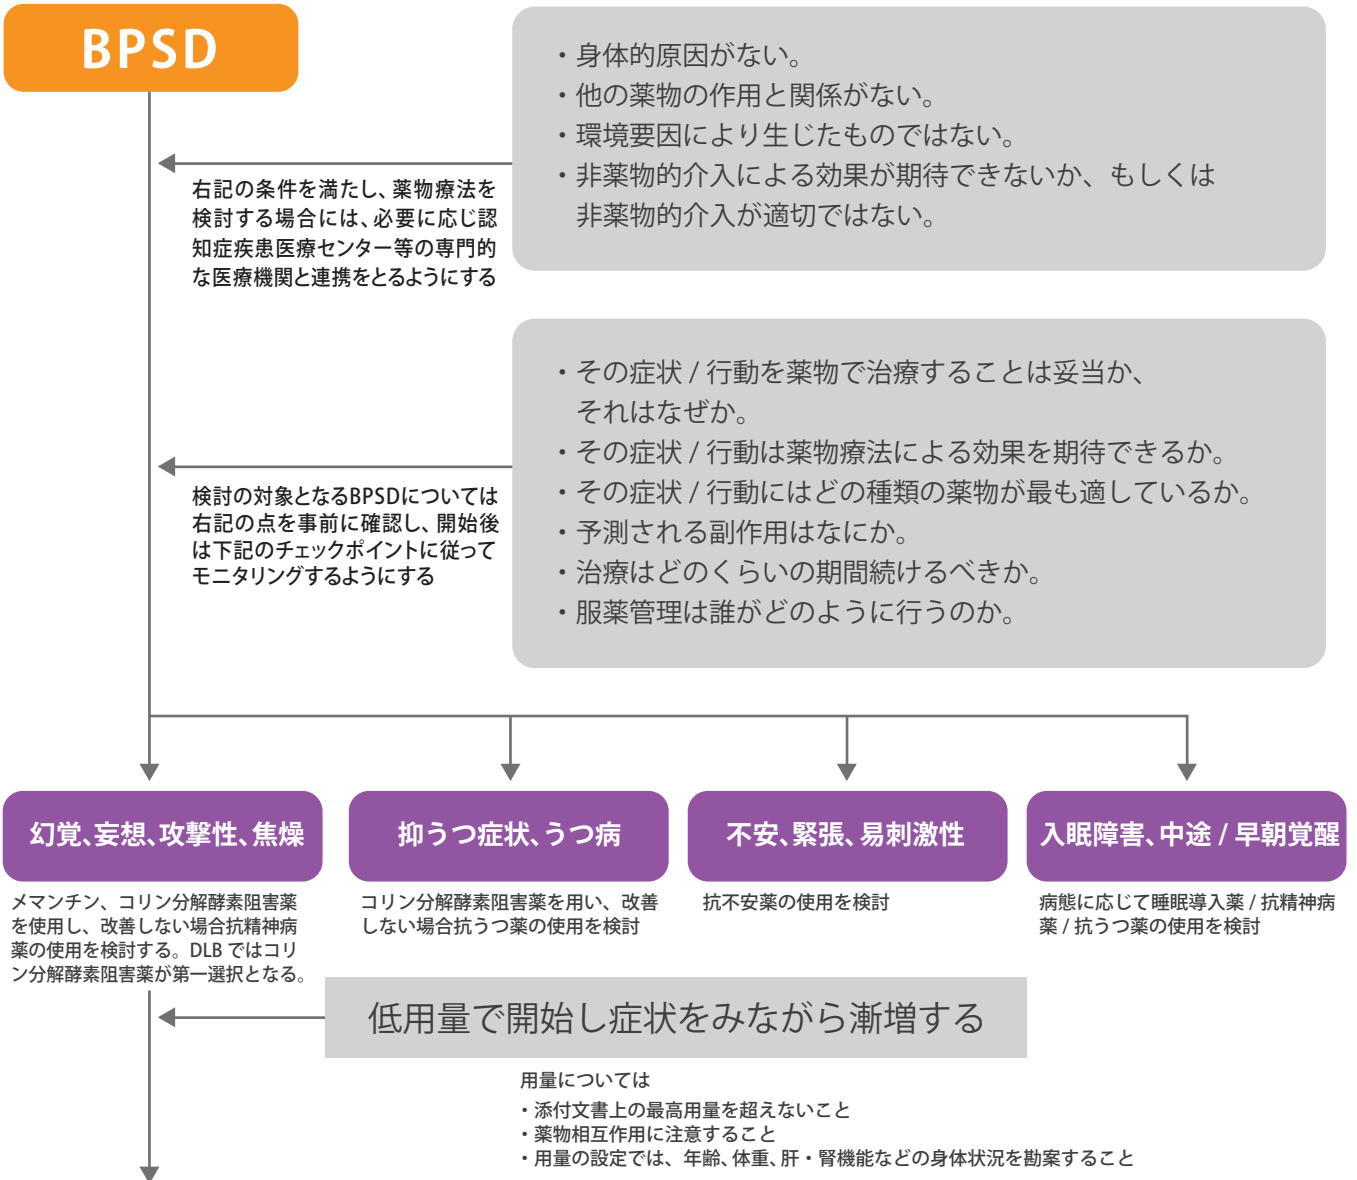 BPSD
・身体的原因がない。
・他の薬物の作用と関係がない。
・環境要因により生じたものではない。
・非薬物的介入による効果が期待できないか、もしくは
非薬物的介入が適切ではない。
右記の条件を満たし、薬物療法を
検討する場合には、必要に応じ認
知症疾患医療センター等の専門的
な医療機関と連携をとるようにする
・その症状 / 行動を薬物で治療することは妥当か、
それはなぜか。
・その症状 / 行動は薬物療法による効果を期待できるか。
・その症状 / 行動にはどの種類の薬物が最も適しているか。
・予測される副作用はなにか。
・治療はどのくらいの期間続けるべきか。
・服薬管理は誰がどのように行うのか。
検討の対象となるBPSDについては
右記の点を事前に確認し、開始後
は下記のチェックポイントに従って
モニタリングするようにする
幻覚、妄想、攻撃性、焦燥
メマンチン、コリン分解酵素阻害薬
を使用し、改善しない場合抗精神病
薬の使用を検討する。DLB ではコリ
ン分解酵素阻害薬が第一選択となる。
抑うつ症状、うつ病
コリン分解酵素阻害薬を用い、改善
しない場合抗うつ薬の使用を検討
不安、緊張、易刺激性
抗不安薬の使用を検討
入眠障害、中途 / 早朝覚醒
病態に応じて睡眠導入薬 / 抗精神病
薬 / 抗うつ薬の使用を検討
低用量で開始し症状をみながら漸増する
用量については
・添付文書上の最高用量を超えないこと
・薬物相互作用に注意すること
・用量の設定では、年齢、体重、肝・腎機能などの身体状況を勘案すること